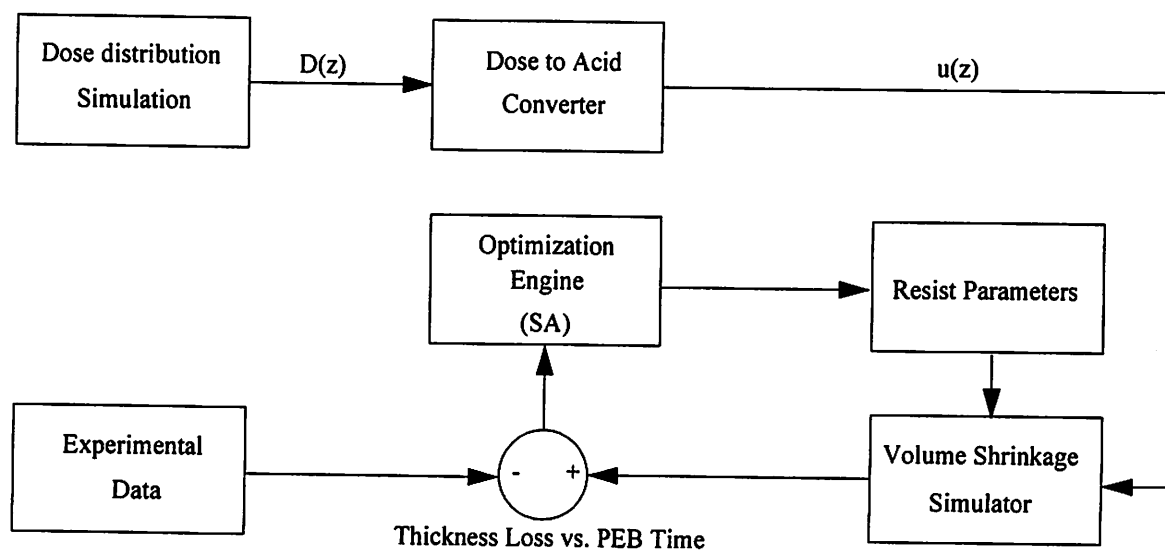 Dose distribution
Simulation
D(z)
Dose to Acid
Converter
u(z)
Optimization
Engine
(SA)
Resist Parameters
Experimental
Data
-
+
Volume Shrinkage
Simulator
Thickness Loss vs. PEB Time